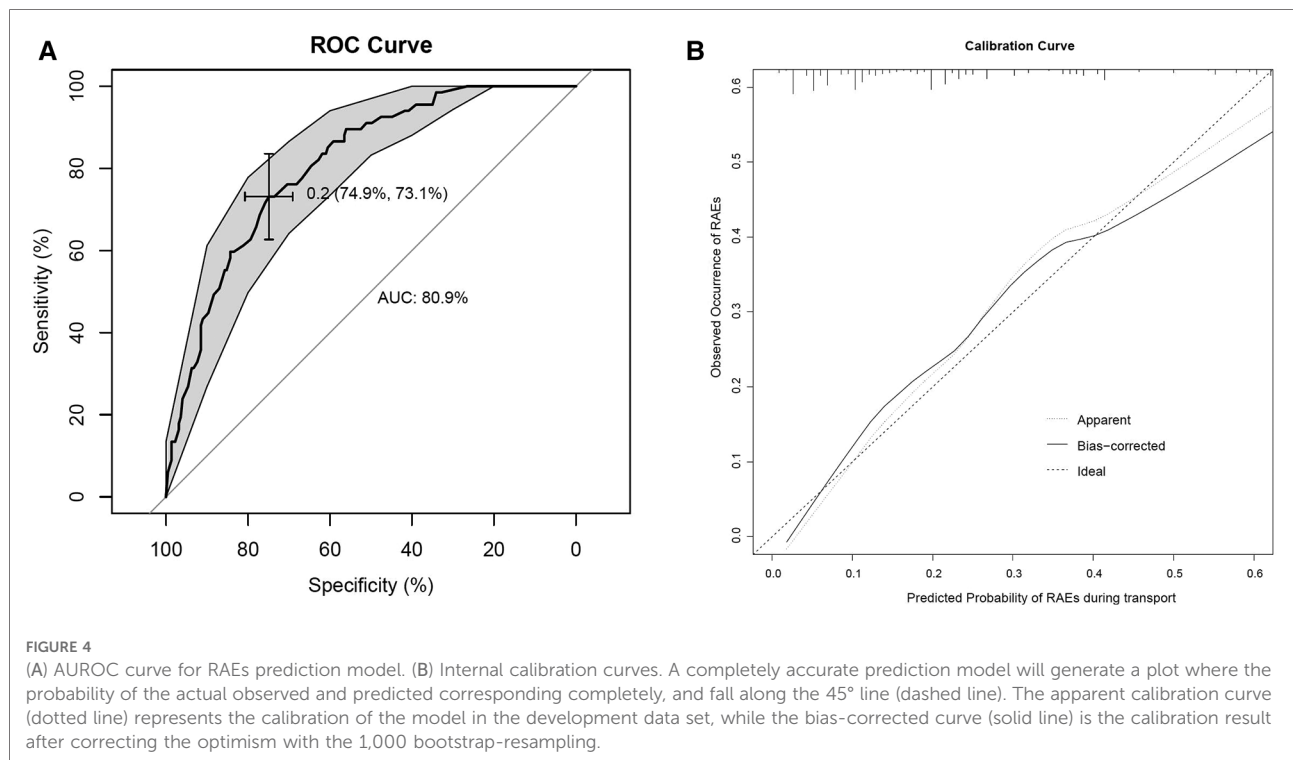 A
ROC Curve
Sensitivity (%)
100
80
60
40
20
0
0.2 (74.9%, 73.1%)
AUC: 80.9%
100 80 60 40 20 0
Specificity (%)
B
Calibration Curve
Observed Occurrence of RAEs
0.6
0.5
0.4
0.3
0.2
0.1
0.0
Apparent
Bias−corrected
Ideal
0.0 0.1 0.2 0.3 0.4 0.5 0.6
Predicted Probability of RAEs during transport
FIGURE 4
(A) AUROC curve for RAEs prediction model. (B) Internal calibration curves. A completely accurate prediction model will generate a plot where the
probability of the actual observed and predicted corresponding completely, and fall along the 45° line (dashed line). The apparent calibration curve
(dotted line) represents the calibration of the model in the development data set, while the bias-corrected curve (solid line) is the calibration result
after correcting the optimism with the 1,000 bootstrap-resampling.